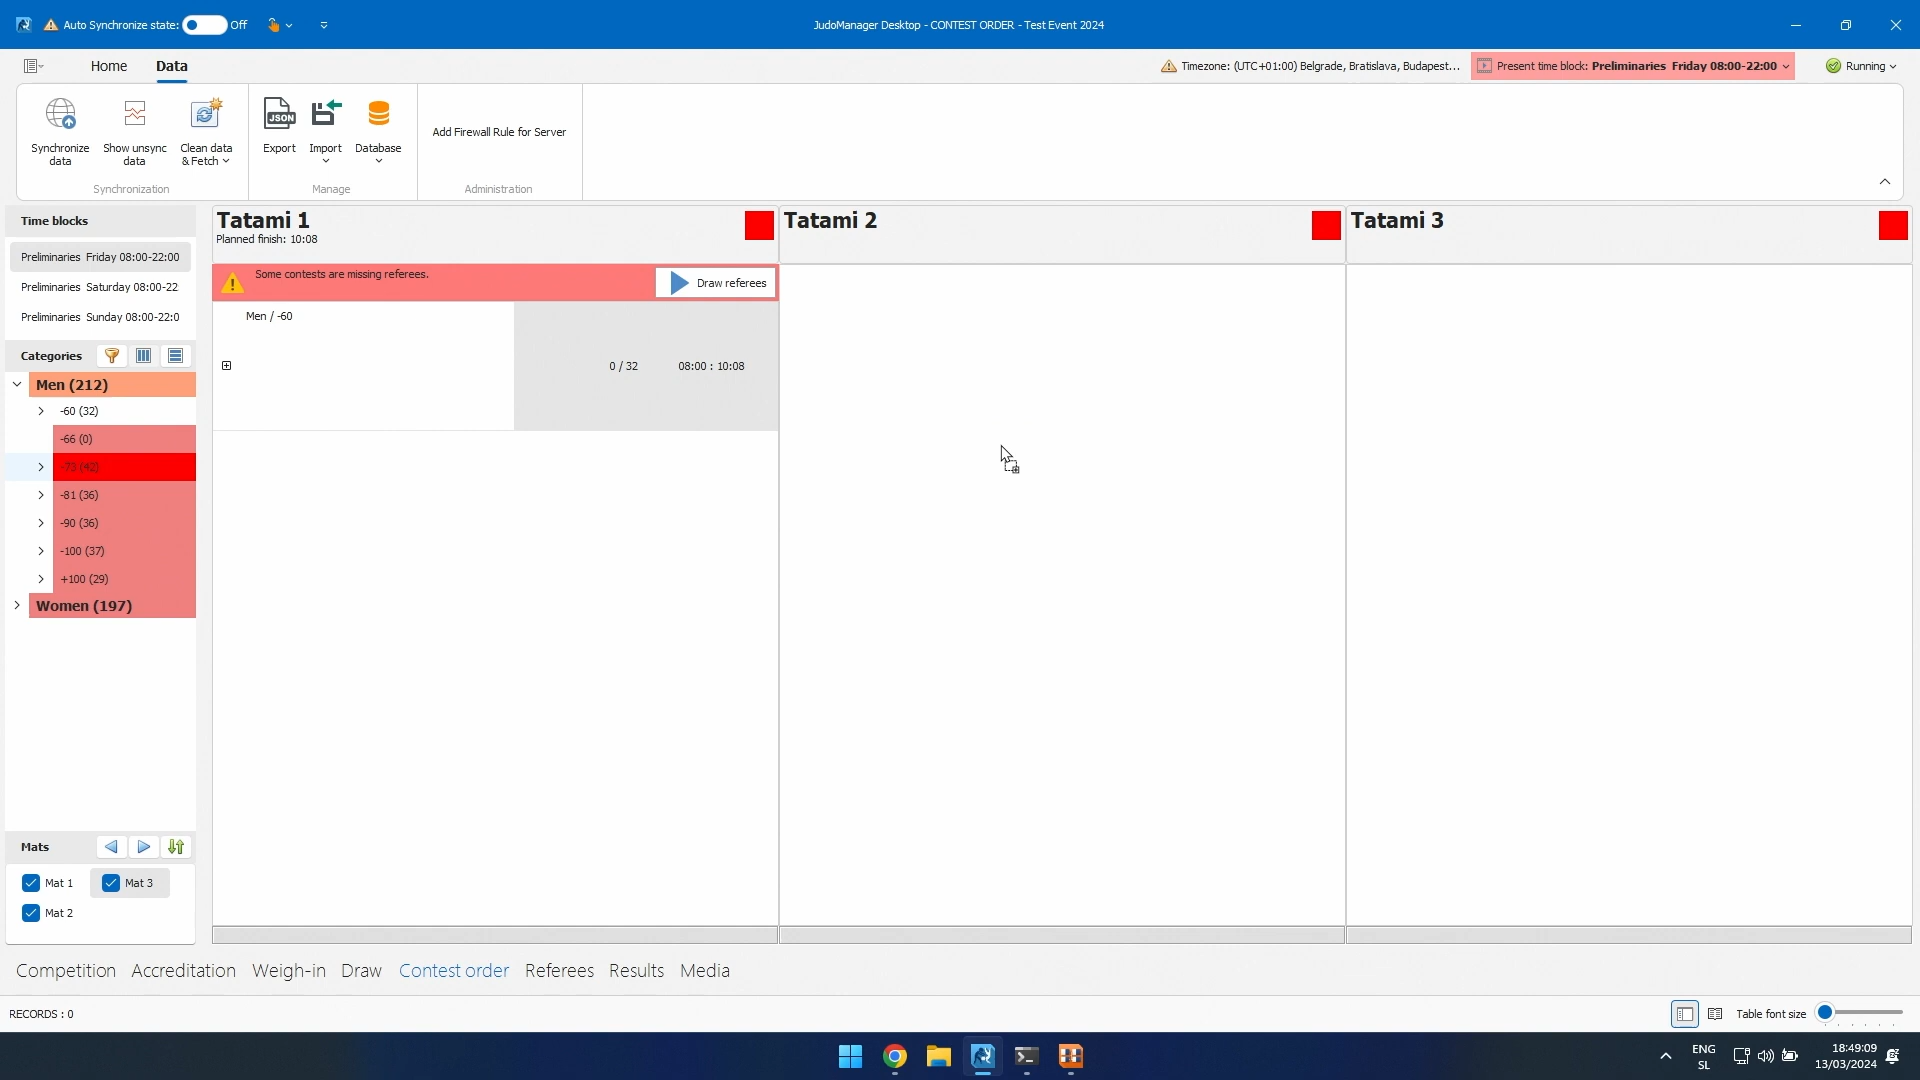 Auto Synchronize state: Off
JudoManager Desktop - CONTEST ORDER - Test Event 2024
Home Data
Timezone: (UTC+01:00) Belgrade, Bratislava, Budapest...
Present time block: Preliminaries Friday 08:00-22:00
Running
Synchronize data
Show unsync data
Clean data & Fetch
JSON
Export
Import
Database
Add Firewall Rule for Server
Synchronization
Manage
Administration
Time blocks
Preliminaries Friday 08:00-22:00
Preliminaries Saturday 08:00-22
Preliminaries Sunday 08:00-22:0
Categories
Men (212)
-60 (32)
-66 (0)
-73 (42)
-81 (36)
-90 (36)
-100 (37)
+100 (29)
Women (197)
Mats
Mat 1
Mat 3
Mat 2
Tatami 1
Planned finish: 10:08
Some contests are missing referees.
Draw referees
Men / -60
0 / 32
08:00 : 10:08
Tatami 2
Tatami 3
Competition Accreditation Weigh-in Draw Contest order Referees Results Media
RECORDS : 0
Table font size
ENG
SL
18:49:09
13/03/2024